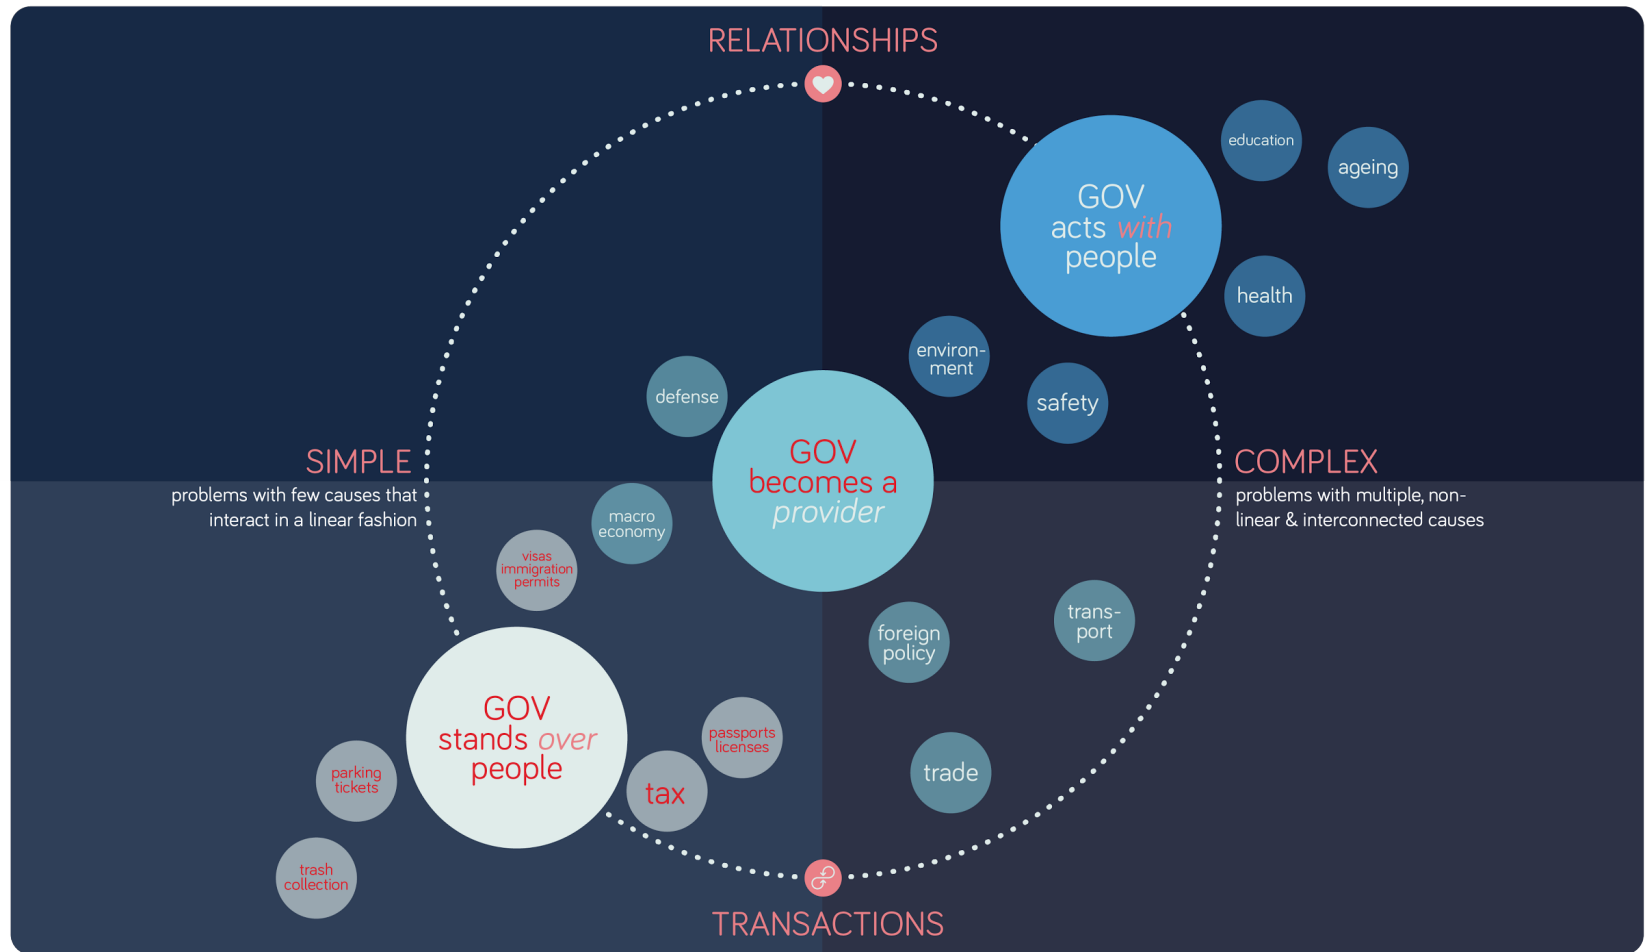 RELATIONSHIPS
education
ageing
GOV
acts with
people
health
environ-
ment
defense
safety
GOV
becomes a
provider
SIMPLE
problems with few causes that
interact in a linear fashion
COMPLEX
problems with multiple, non-
linear & interconnected causes
macro
economy
visas
immigration
permits
trans-
port
foreign
policy
GOV
stands over
people
passports
licenses
parking
tickets
tax
trade
trash
collection
TRANSACTIONS